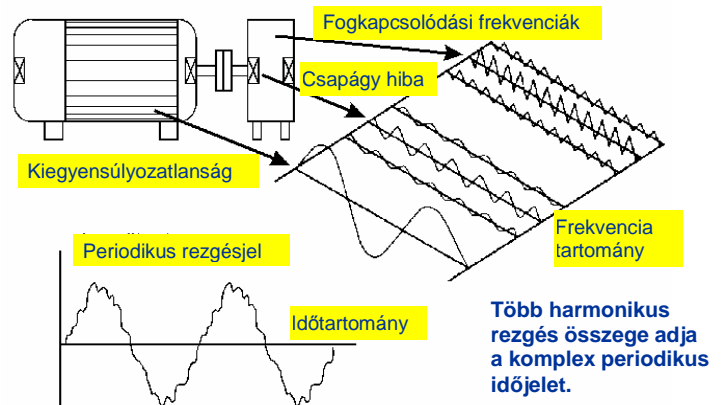 Fogkapcsolódási frekvenciák
Csapágy hiba
Kiegyensúlyozatlanság
Frekvencia
tartomány
Periodikus rezgésjel
Időtartomány
Több harmonikus
rezgés összege adja
a komplex periodikus
időjelet.